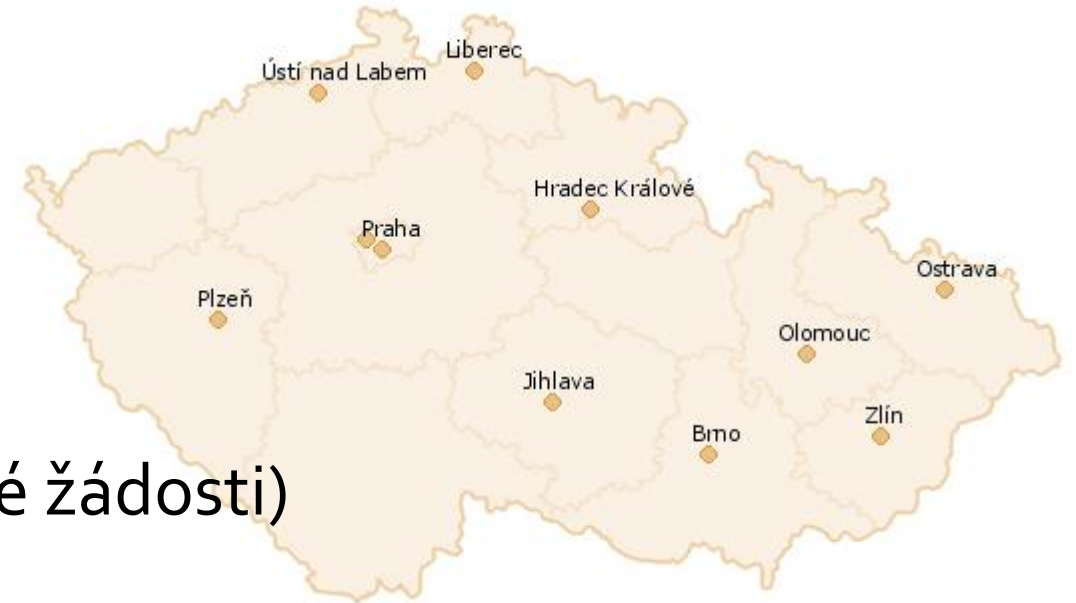 Liberec
Ústí nad Labem
Hradec Králové
Praha
Ostrava
Plzeň
Olomouc
Jihlava
Zlín
Brno
é žádosti)